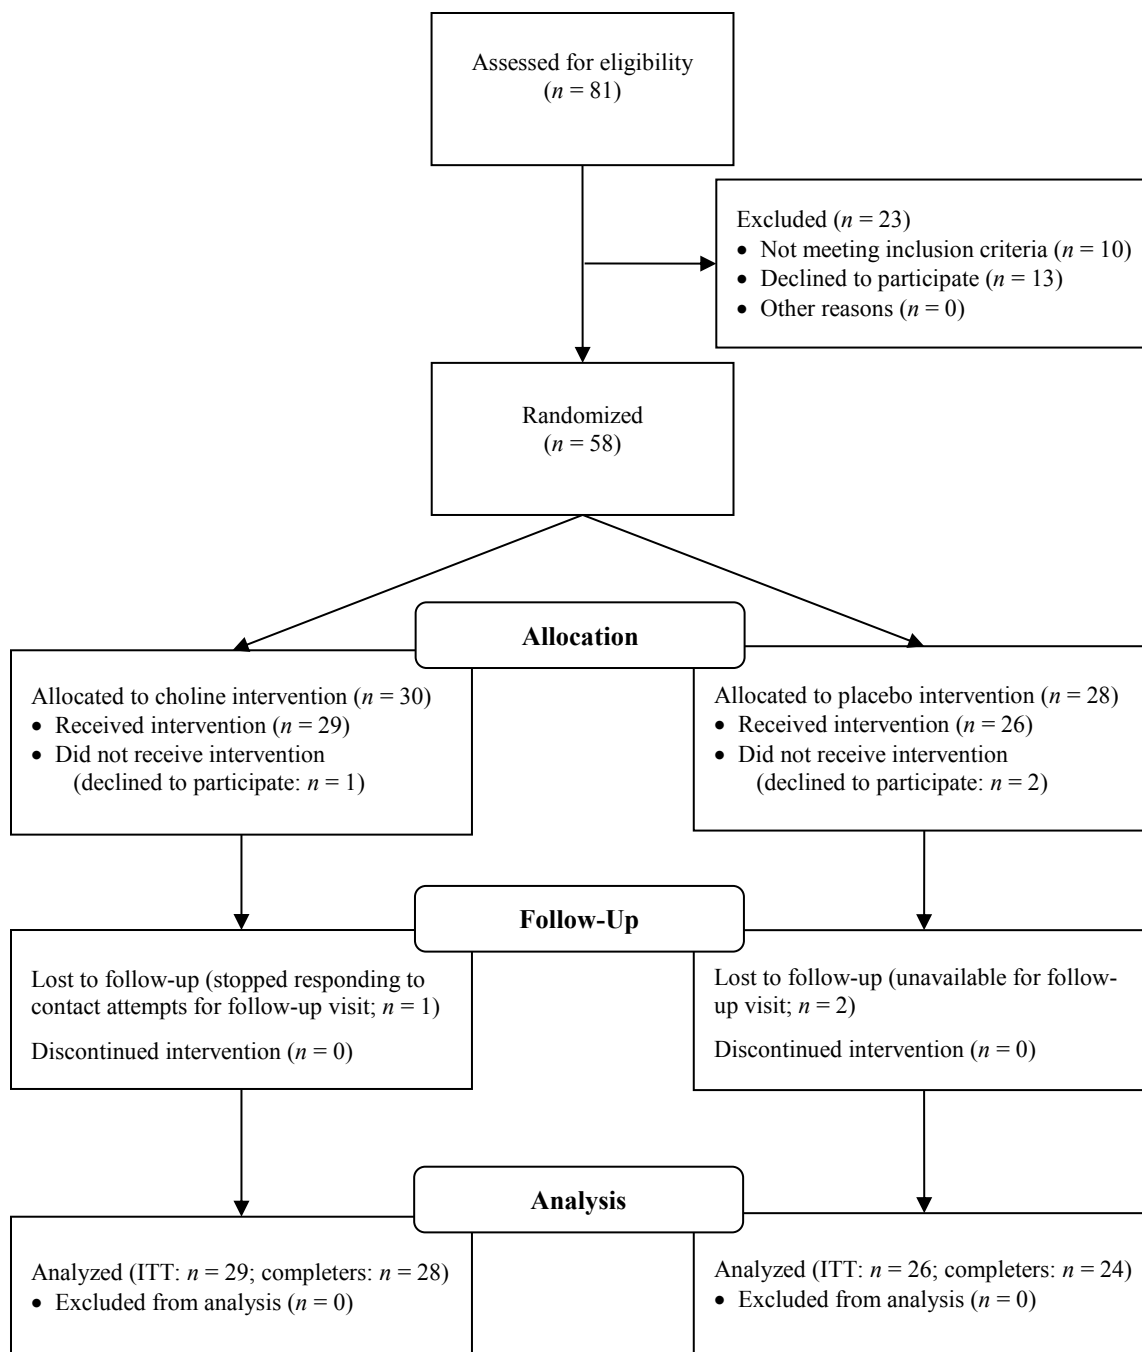 Assessed for eligibility
(n = 81)
Excluded (n = 23)
• Not meeting inclusion criteria (n = 10)
• Declined to participate (n = 13)
• Other reasons (n = 0)
Randomized
(n = 58)
Allocation
Allocated to choline intervention (n = 30)
• Received intervention (n = 29)
• Did not receive intervention
(declined to participate: n = 1)
Allocated to placebo intervention (n = 28)
• Received intervention (n = 26)
• Did not receive intervention
(declined to participate: n = 2)
Follow-Up
Lost to follow-up (stopped responding to
contact attempts for follow-up visit; n = 1)
Discontinued intervention (n = 0)
Lost to follow-up (unavailable for follow-
up visit; n = 2)
Discontinued intervention (n = 0)
Analysis
Analyzed (ITT: n = 29; completers: n = 28)
• Excluded from analysis (n = 0)
Analyzed (ITT: n = 26; completers: n = 24)
• Excluded from analysis (n = 0)